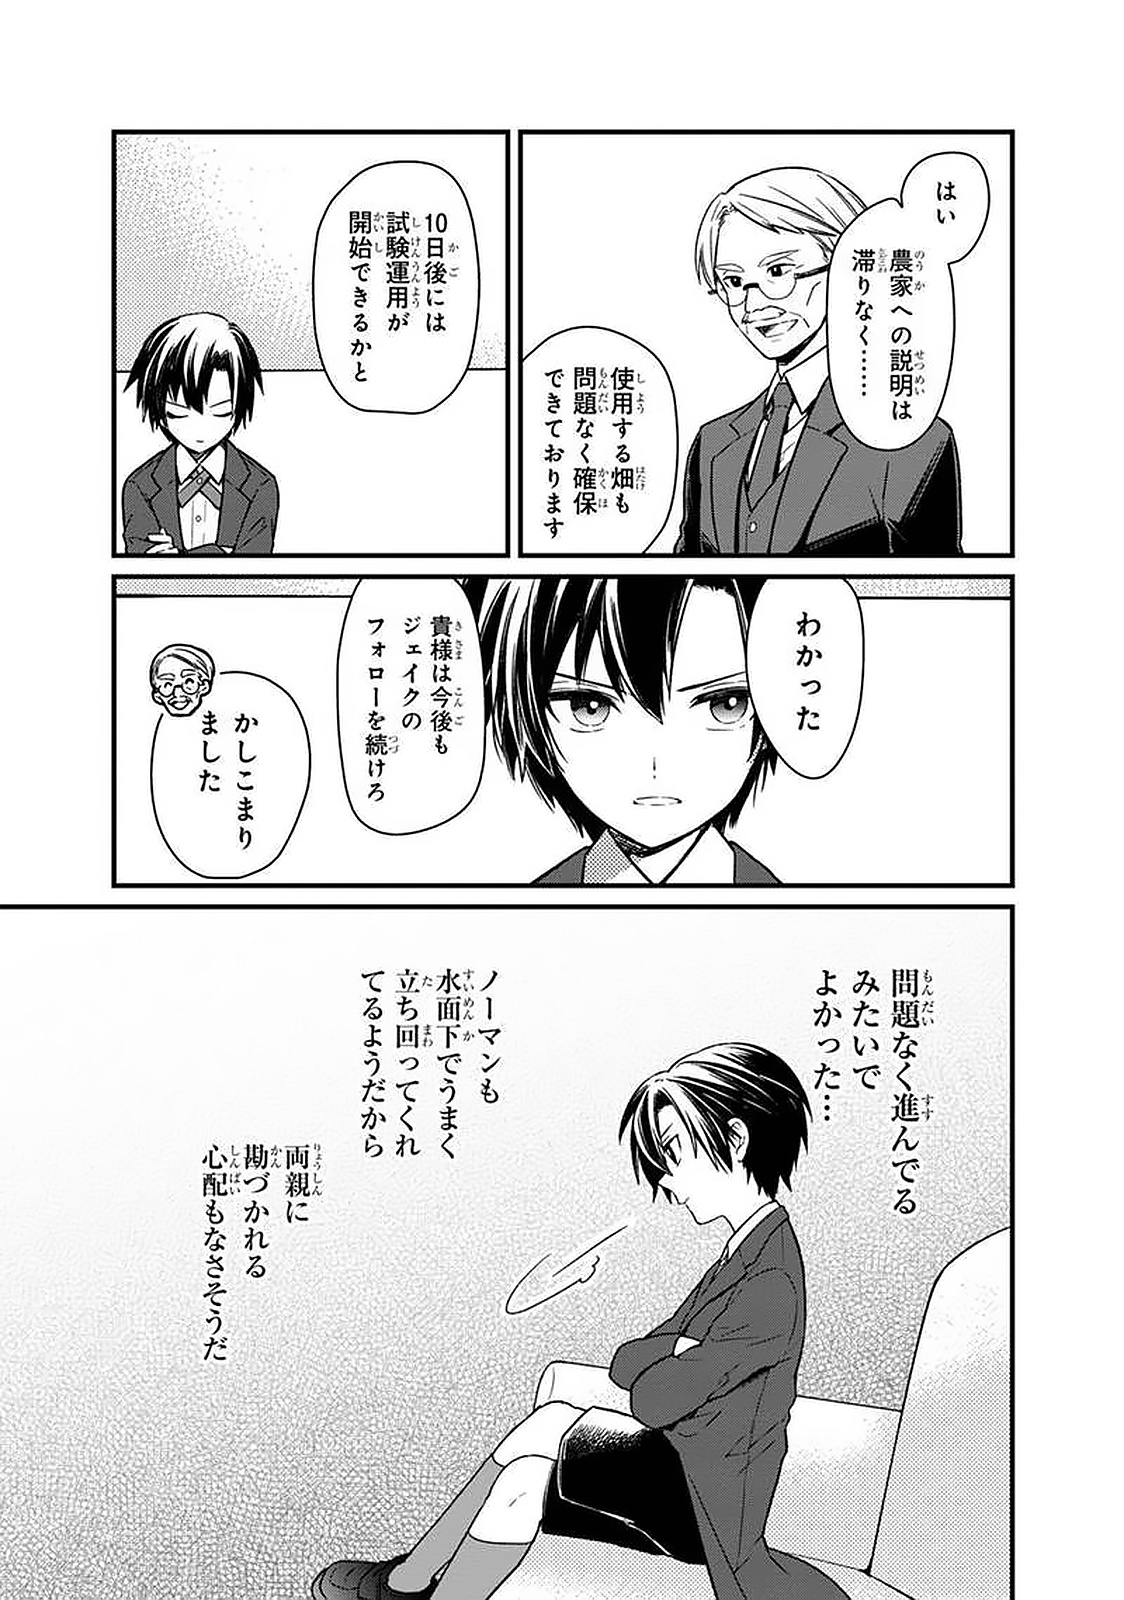 はい
農家への説明は
滞りなく……
使用する畑も
問題なく確保
できております
10日後には
試験運用が
開始できるかと
わかった
貴様は今後も
ジェイクの
フォローを続けろ
かしこまり
ました
問題なく進んでる
みたいで
よかった…
ノーマンも
水面下でうまく
立ち回ってくれ
てるようだから
両親に
勘づかれる
心配もなさそうだ